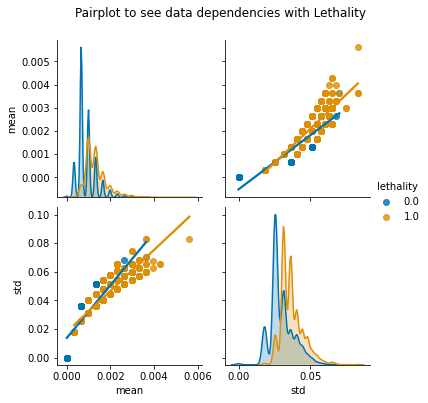 Pairplot to see data dependencies with Lethality
0.005
0.004
0.003
0.002
0.001
0.000
mean
lethality
0.0
1.0
0.10
0.08
0.06
0.04
0.02
0.00
std
0.000 0.002 0.004 0.006
mean
0.00 0.05
std